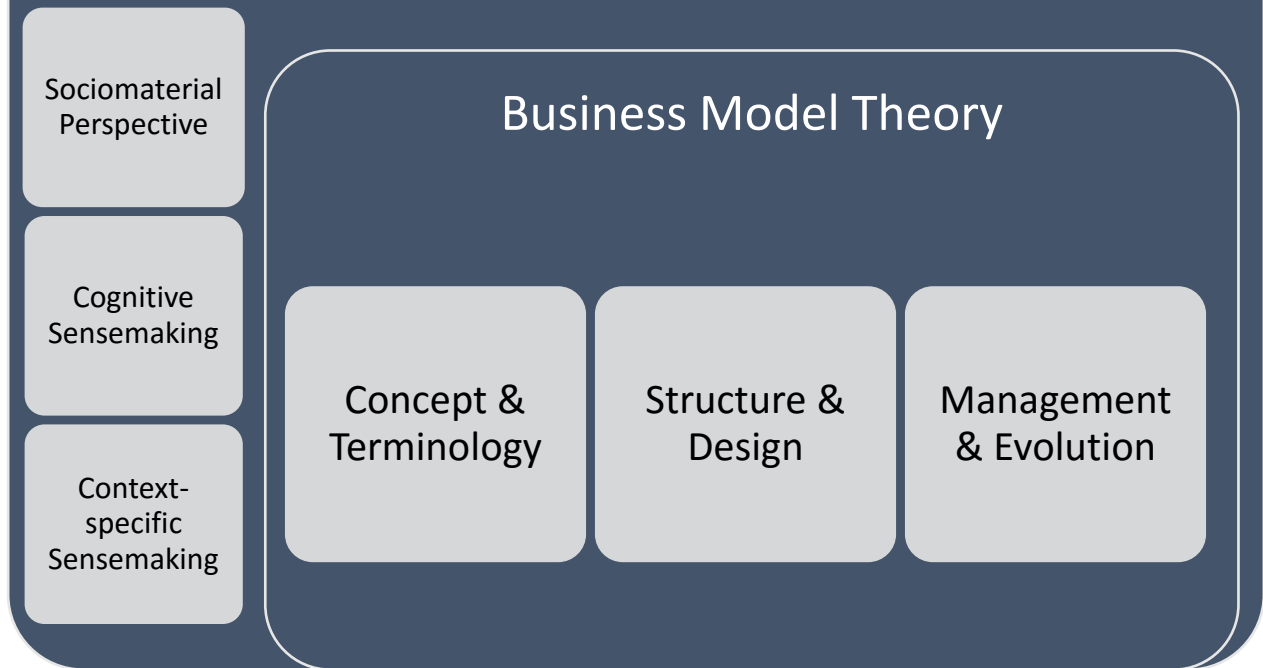 Sociomaterial
Perspective
Cognitive
Sensemaking
Context-
specific
Sensemaking
Business Model Theory
Concept &
Terminology
Structure &
Design
Management
& Evolution